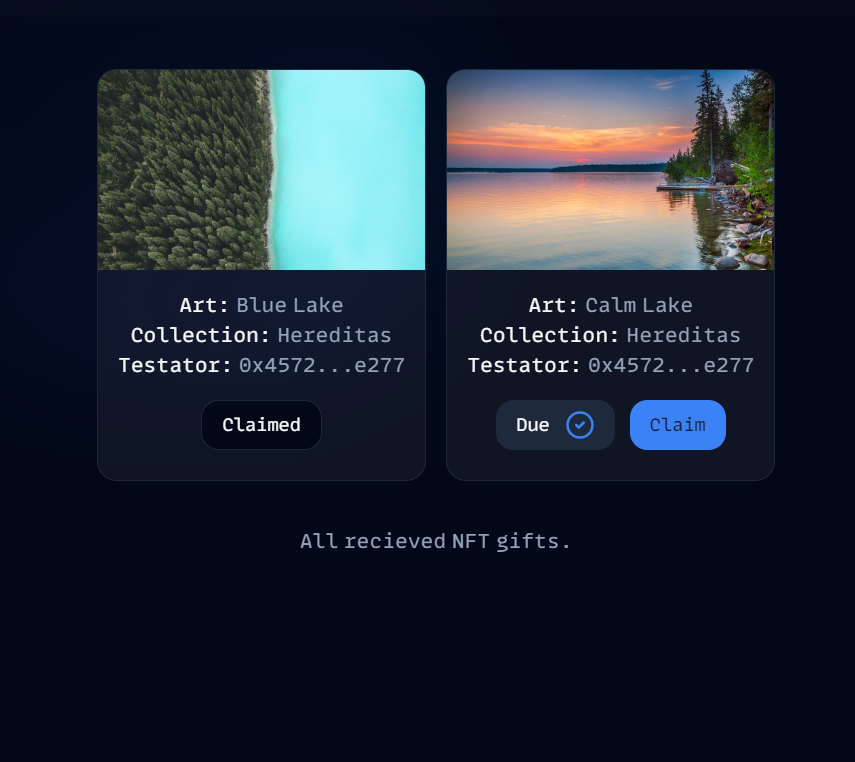 Art: Blue Lake
Collection: Hereditas
Testator: 0x4572...e277
Claimed
Art: Calm Lake
Collection: Hereditas
Testator: 0x4572...e277
Due
Claim
All recieved NFT gifts.